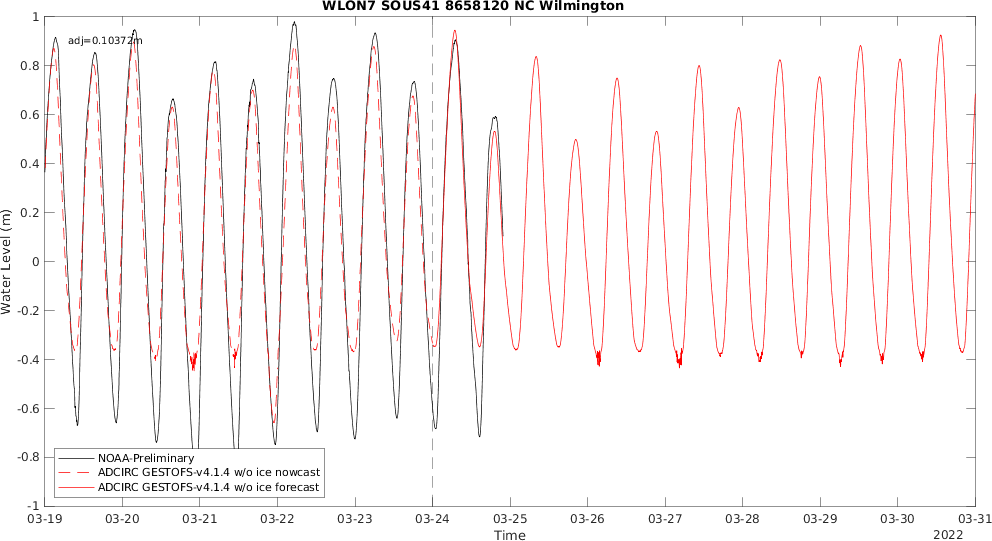 WLON7 SOUS41 8658120 NC Wilmington
adj=0.10372m
1
0.8
0.6
0.4
0.2
0
-0.2
-0.4
-0.6
-0.8
-1
Water Level (m)
NOAA-Preliminary
ADCIRC GESTOFS-v4.1.4 w/o ice nowcast
ADCIRC GESTOFS-v4.1.4 w/o ice forecast
03-19 03-20 03-21 03-22 03-23 03-24 03-25 03-26 03-27 03-28 03-29 03-30 03-31
Time
2022